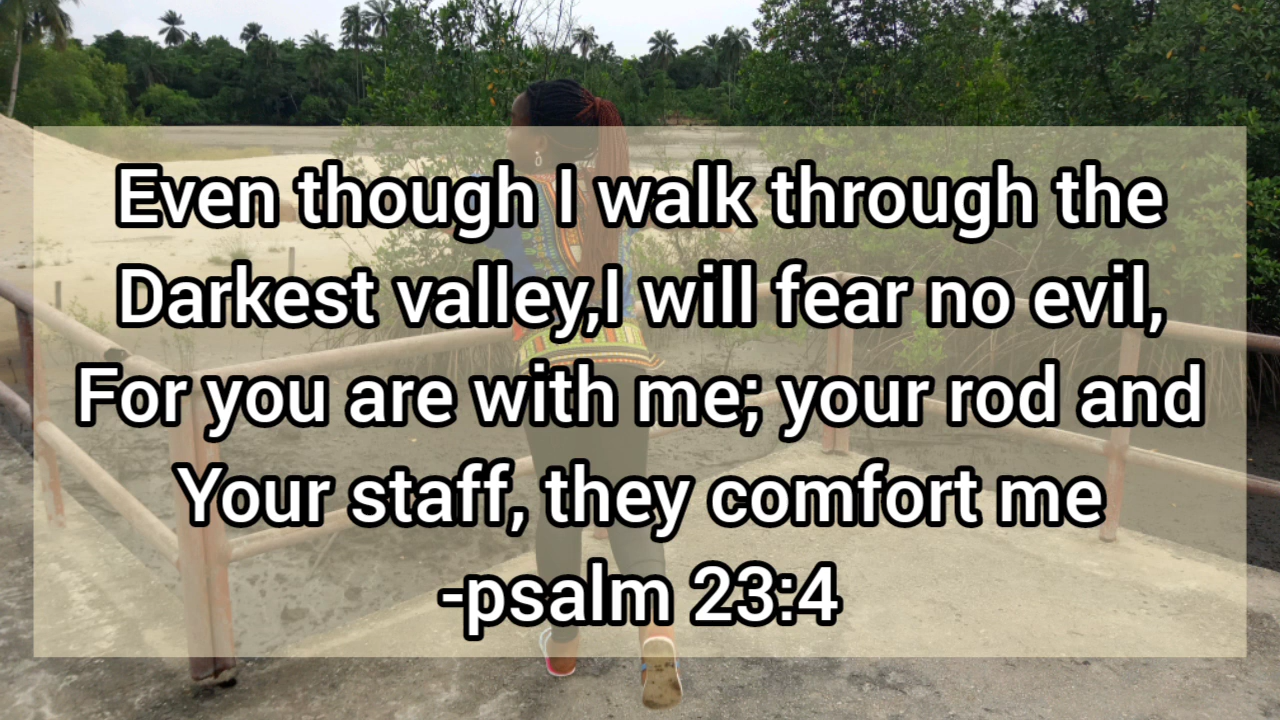 Even though I walk through the
Darkest valley,I will fear no evil,
For you are with me; your rod and
Your staff, they comfort me
-psalm 23:4